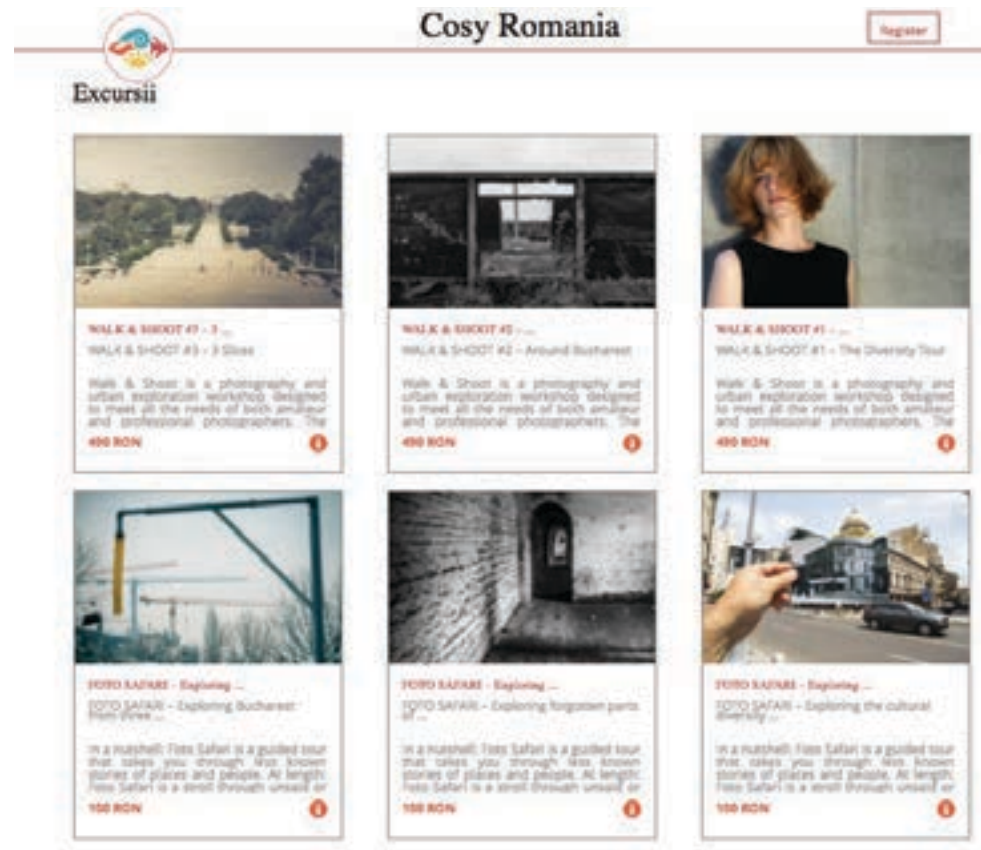 Cosy Romania
Register
Excursii
WALK & SHOOT #3 - 3 ...
WALK & SHOOT #3 – 3 Sloses
Walk & Shoot is a photography and
urban exploration workshop designed
to meet all the needs of both amateur
and professional photographers. The
490 RON
WALK & SHOOT #2 - ...
WALK & SHOOT #2 – Around Bucharest
Walk & Shoot is a photography and
urban exploration workshop designed
to meet all the needs of both amateur
and professional photographers. The
490 RON
WALK & SHOOT #1 - ...
WALK & SHOOT #1 – The Diversity Tour
Walk & Shoot is a photography and
urban exploration workshop designed
to meet all the needs of both amateur
and professional photographers. The
490 RON
FOTO SAFARI - Exploring ...
FOTO SAFARI – Exploring Bucharest
from three ...
In a nutshell: Foto Safari is a guided tour
that takes you through less known
stories of places and people. At length:
Foto Safari is a stroll through unsaid or
100 RON
FOTO SAFARI - Exploring ...
FOTO SAFARI – Exploring forgotten parts
of ...
In a nutshell: Foto Safari is a guided tour
that takes you through less known
stories of places and people. At length:
Foto Safari is a stroll through unsaid or
100 RON
FOTO SAFARI - Exploring ...
FOTO SAFARI – Exploring the cultural
diversity ...
In a nutshell: Foto Safari is a guided tour
that takes you through less known
stories of places and people. At length:
Foto Safari is a stroll through unsaid or
100 RON